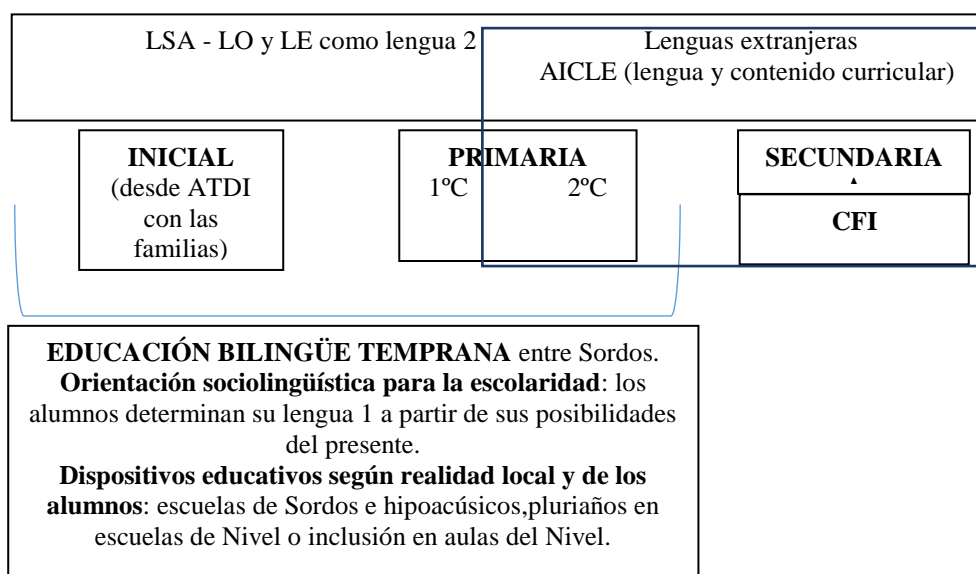 LSA - LO y LE como lengua 2
Lenguas extranjeras
AICLE (lengua y contenido curricular)
INICIAL
(desde ATDI
con las
familias)
PRIMARIA
1ºC 2ºC
SECUNDARIA
CFI
EDUCACIÓN BILINGÜE TEMPRANA entre Sordos.
Orientación sociolingüística para la escolaridad: los
alumnos determinan su lengua 1 a partir de sus posibilidades
del presente.
Dispositivos educativos según realidad local y de los
alumnos: escuelas de Sordos e hipoacúsicos,pluriaños en
escuelas de Nivel o inclusión en aulas del Nivel.